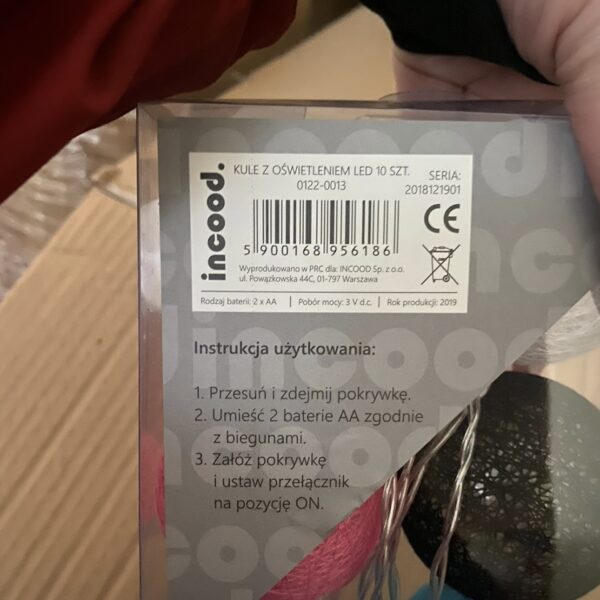 incood.
KULE Z OŚWIETLENIEM LED 10 SZT.
0122-0013
SERIA:
2018121901
CE
5 900168 956186
Wyprodukowano w PRC dla: INCOOD Sp. z o.o.
ul. Powązkowska 44C, 01-797 Warszawa
Rodzaj baterii: 2 x AA | Pobór mocy: 3 V d.c. | Rok produkcji: 2019
Instrukcja użytkowania:
1. Przesuń i zdejmij pokrywkę.
2. Umieść 2 baterie AA zgodnie
z biegunami.
3. Załóż pokrywkę
i ustaw przełącznik
na pozycję ON.